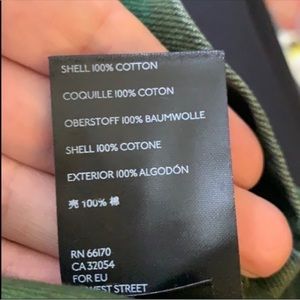 SHELL 100% COTTON
COQUILLE 100% COTON
OBERSTOFF 100% BAUMWOLLE
SHELL 100% COTONE
EXTERIOR 100% ALGODÓN
売 100% 棉
RN 66170
CA 32054
FOR EU
WEST STREET